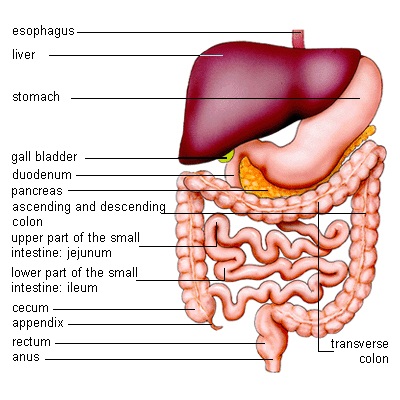 esophagus
liver
stomach
gall bladder
duodenum
pancreas
ascending and descending
colon
upper part of the small
intestine: jejunum
lower part of the small
intestine: ileum
cecum
appendix
rectum
anus
transverse
colon